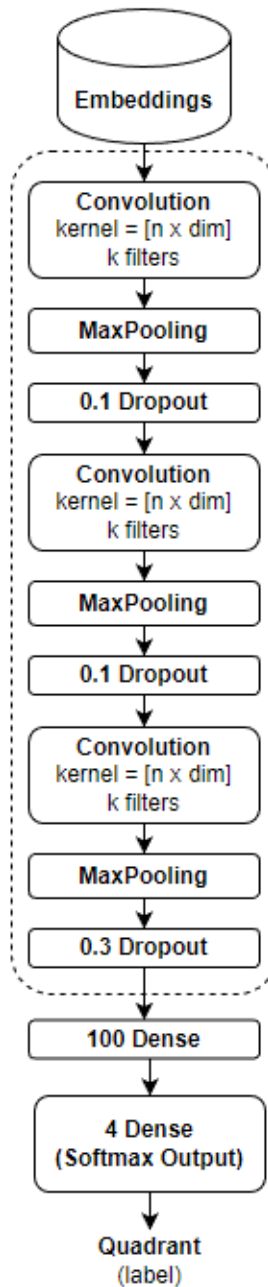 Embeddings
Convolution
kernel = [n x dim]
k filters
MaxPooling
0.1 Dropout
Convolution
kernel = [n x dim]
k filters
MaxPooling
0.1 Dropout
Convolution
kernel = [n x dim]
k filters
MaxPooling
0.3 Dropout
100 Dense
4 Dense
(Softmax Output)
Quadrant
(label)